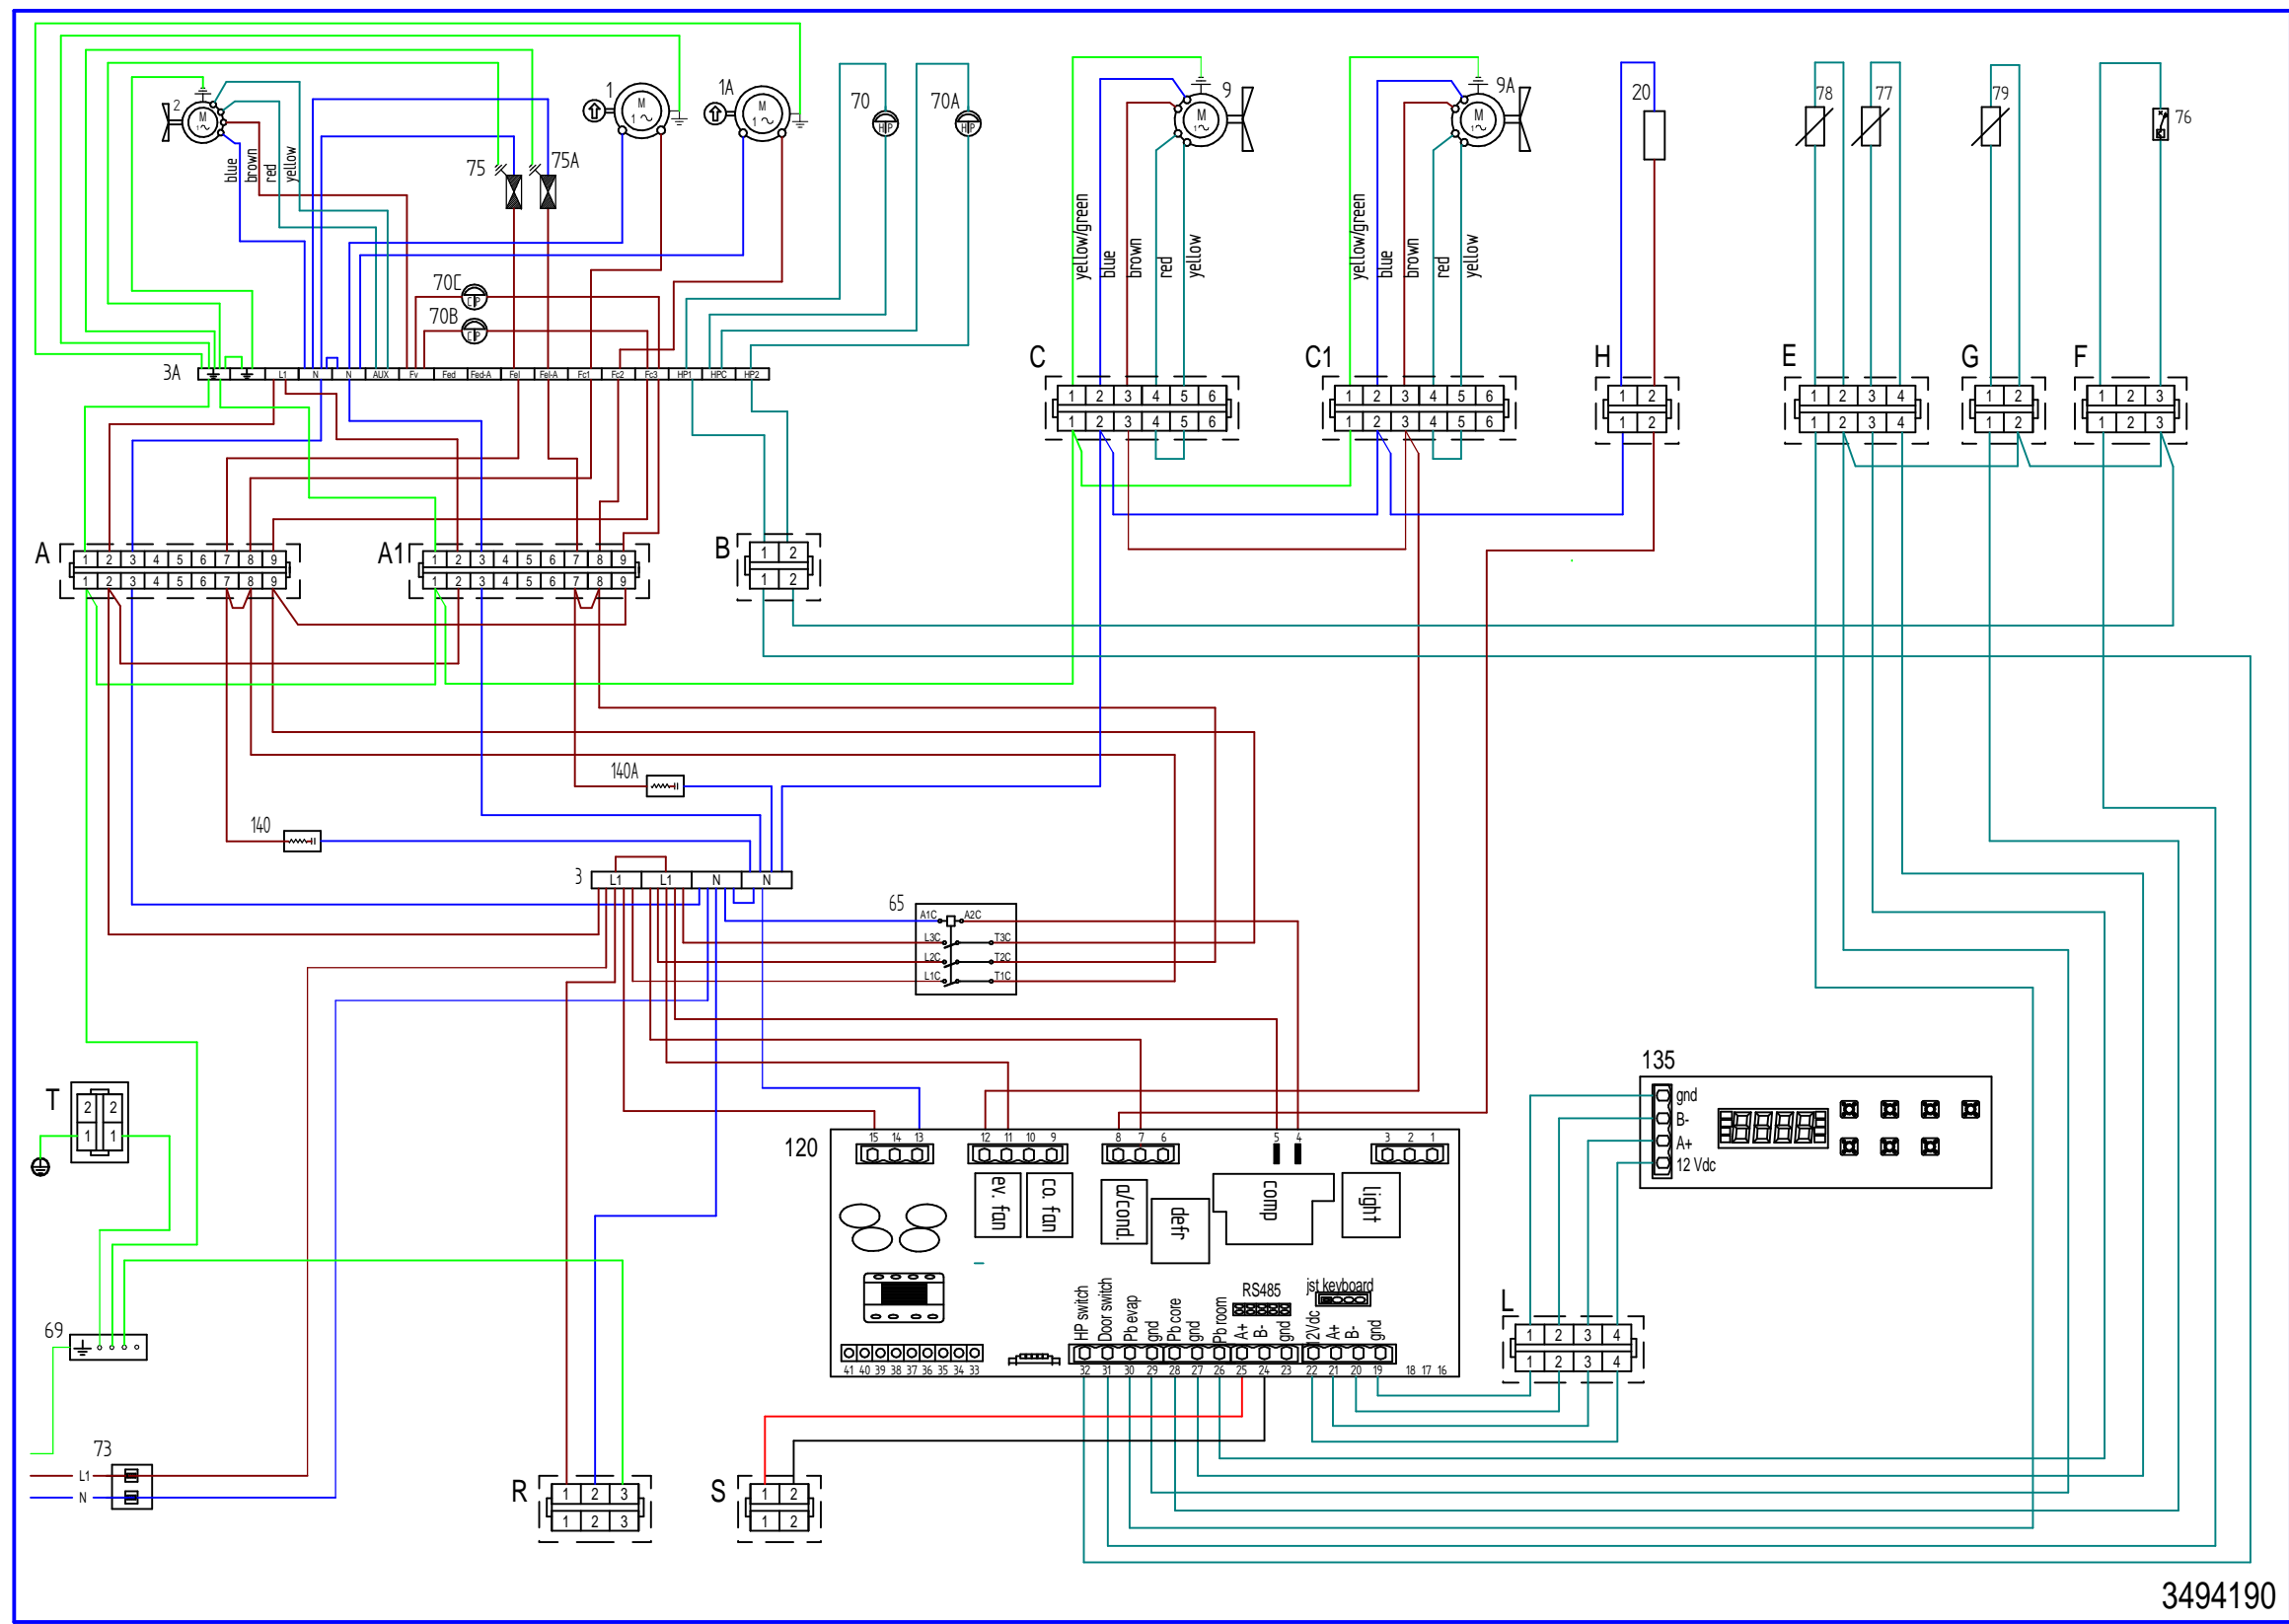 2
M
1
blue
brown
red
yellow
75
75A
1
M
1
1A
M
1
70
HP
70A
HP
70C
CP
70B
CP
3A
L1 N N AUX Fv Fed Fed-A Fel Fel-A Fc1 Fc2 Fc3 HP1 HPC HP2
9
M
1
yellow/green
blue
brown
red
yellow
9A
M
1
yellow/green
blue
brown
red
yellow
20
78
77
79
76
C
1 2 3 4 5 6
1 2 3 4 5 6
C1
1 2 3 4 5 6
1 2 3 4 5 6
H
1 2
1 2
E
1 2 3 4
1 2 3 4
G
1 2
1 2
F
1 2 3
1 2 3
A
1 2 3 4 5 6 7 8 9
1 2 3 4 5 6 7 8 9
A1
1 2 3 4 5 6 7 8 9
1 2 3 4 5 6 7 8 9
B
1 2
1 2
140A
140
3
L1 L1 N N
65
A1C A2C
L3C T3C
L2C T2C
L1C T1C
T
2 2
1 1
69
73
L1
N
120
15 14 13
12 11 10 9
8 7 6
5 4
3 2 1
ev. fan
co. fan
a/cond.
defr
comp
light
RS485
jst keyboard
HP switch
Door switch
Pb evap
gnd
Pb core
gnd
Pb room
A+
B-
gnd
12Vdc
A+
B-
gnd
41 40 39 38 37 36 35 34 33
32 31 30 29 28 27 26 25 24 23 22 21 20 19 18 17 16
135
gnd
B-
A+
12 Vdc
L
1 2 3 4
1 2 3 4
R
1 2 3
1 2 3
S
1 2
1 2
3494190